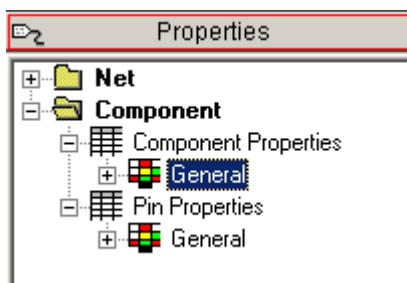 Properties
Net
Component
Component Properties
General
Pin Properties
General